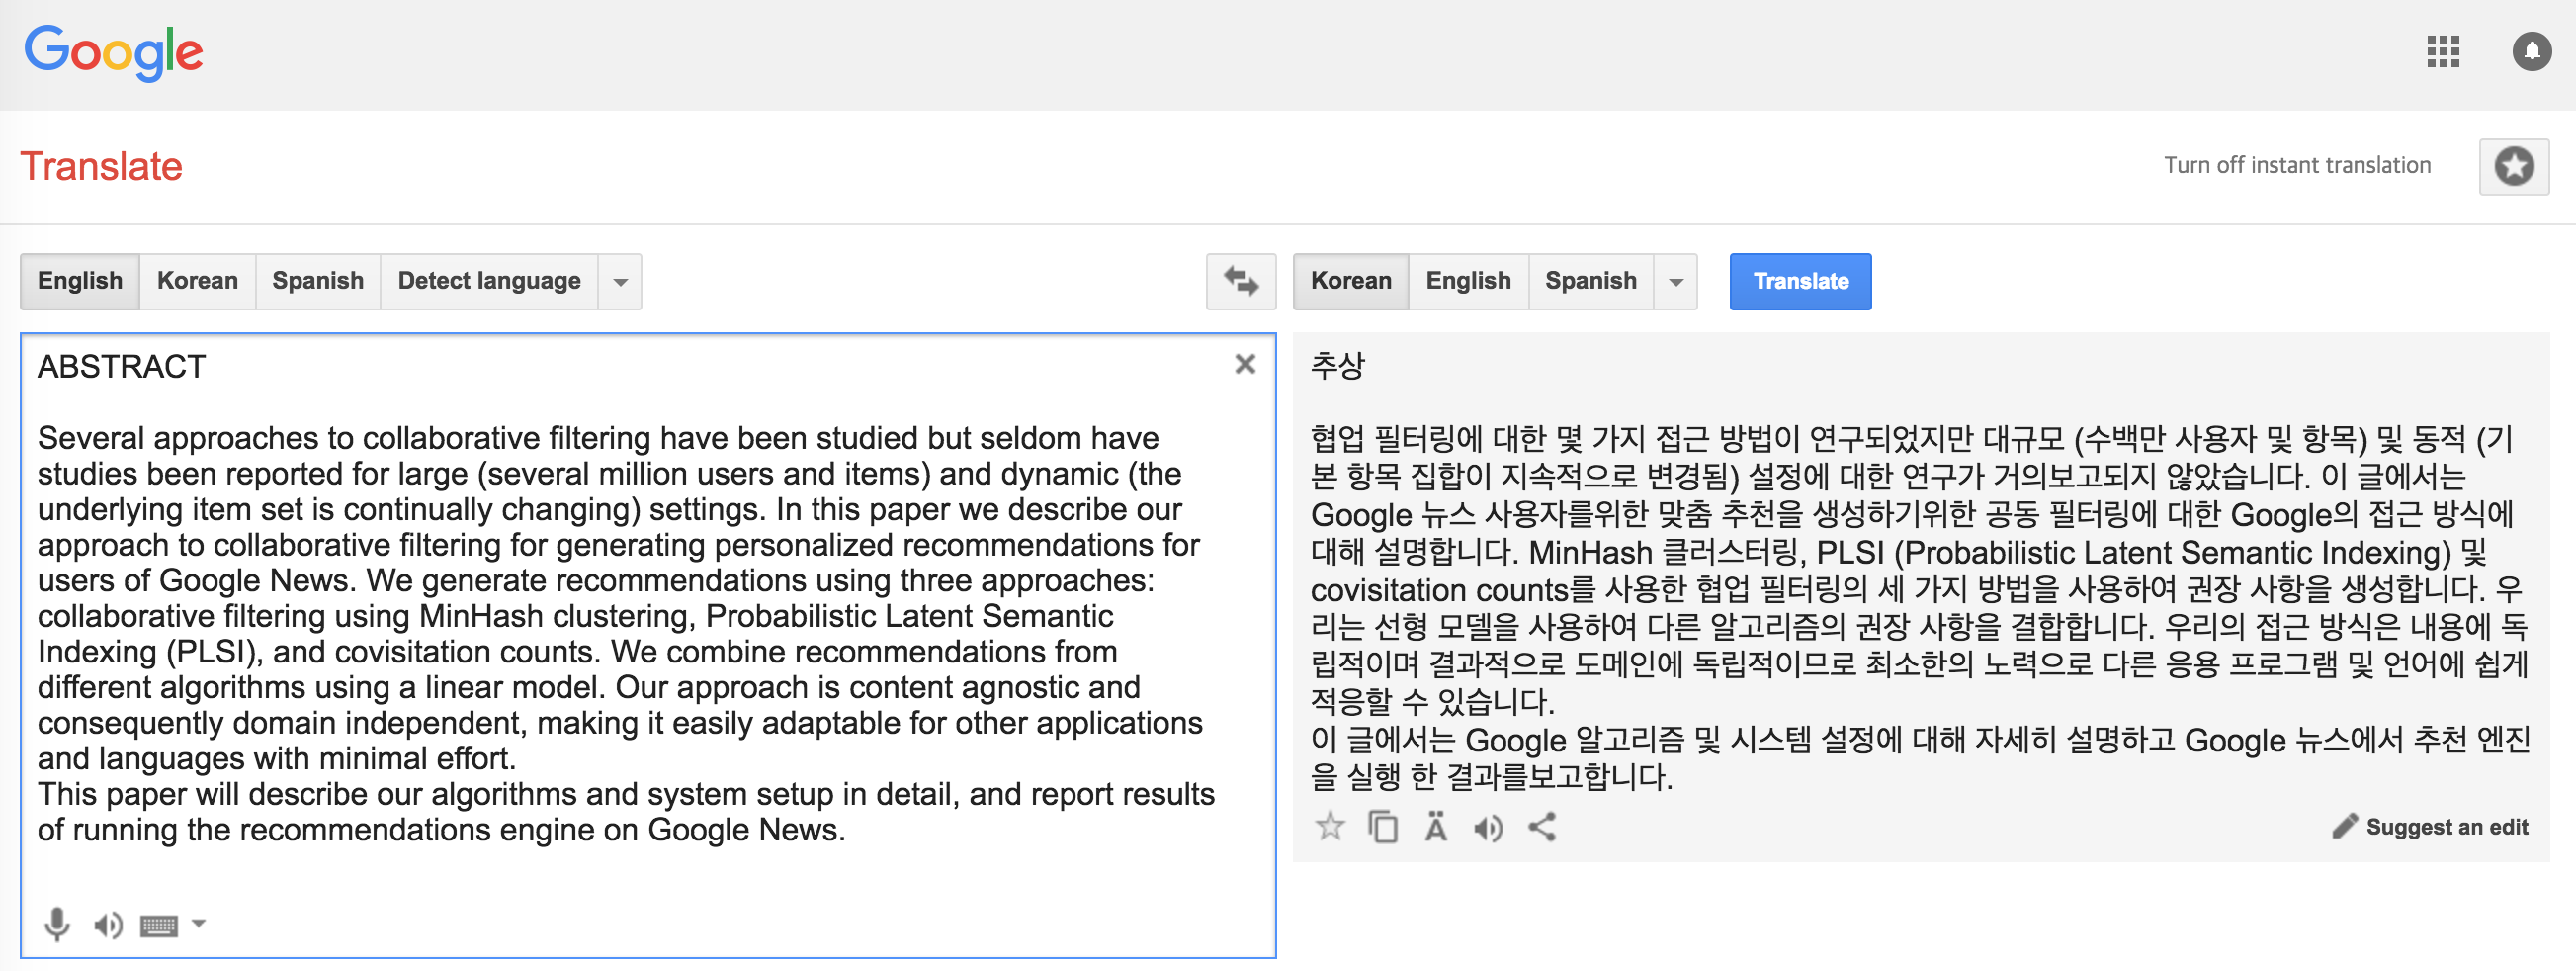 Google
Translate
Turn off instant translation
English Korean Spanish Detect language
Korean English Spanish Translate
ABSTRACT
Several approaches to collaborative filtering have been studied but seldom have
studies been reported for large (several million users and items) and dynamic (the
underlying item set is continually changing) settings. In this paper we describe our
approach to collaborative filtering for generating personalized recommendations for
users of Google News. We generate recommendations using three approaches:
collaborative filtering using MinHash clustering, Probabilistic Latent Semantic
Indexing (PLSI), and covisitation counts. We combine recommendations from
different algorithms using a linear model. Our approach is content agnostic and
consequently domain independent, making it easily adaptable for other applications
and languages with minimal effort.
This paper will describe our algorithms and system setup in detail, and report results
of running the recommendations engine on Google News.
추상
협업 필터링에 대한 몇 가지 접근 방법이 연구되었지만 대규모 (수백만 사용자 및 항목) 및 동적 (기
본 항목 집합이 지속적으로 변경됨) 설정에 대한 연구가 거의보고되지 않았습니다. 이 글에서는
Google 뉴스 사용자를위한 맞춤 추천을 생성하기위한 공동 필터링에 대한 Google의 접근 방식에
대해 설명합니다. MinHash 클러스터링, PLSI (Probabilistic Latent Semantic Indexing) 및
covisitation counts를 사용한 협업 필터링의 세 가지 방법을 사용하여 권장 사항을 생성합니다. 우
리는 선형 모델을 사용하여 다른 알고리즘의 권장 사항을 결합합니다. 우리의 접근 방식은 내용에 독
립적이며 결과적으로 도메인에 독립적이므로 최소한의 노력으로 다른 응용 프로그램 및 언어에 쉽게
적응할 수 있습니다.
이 글에서는 Google 알고리즘 및 시스템 설정에 대해 자세히 설명하고 Google 뉴스에서 추천 엔진
을 실행 한 결과를보고합니다.
Ä
Suggest an edit